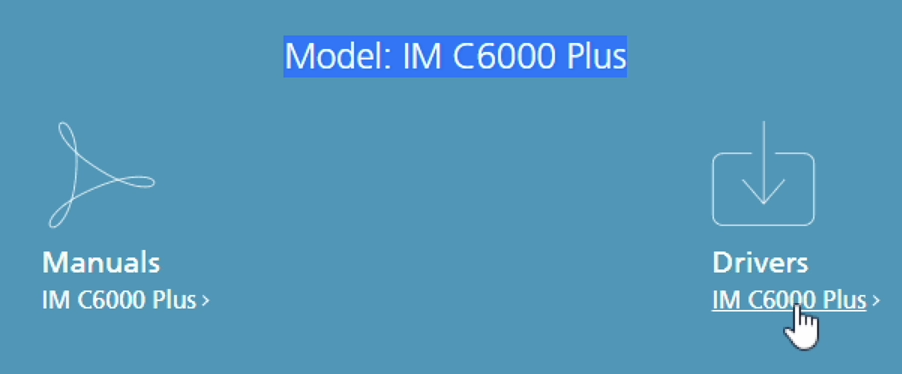 Model: IM C6000 Plus
Manuals
IM C6000 Plus ›
Drivers
IM C6000 Plus ›